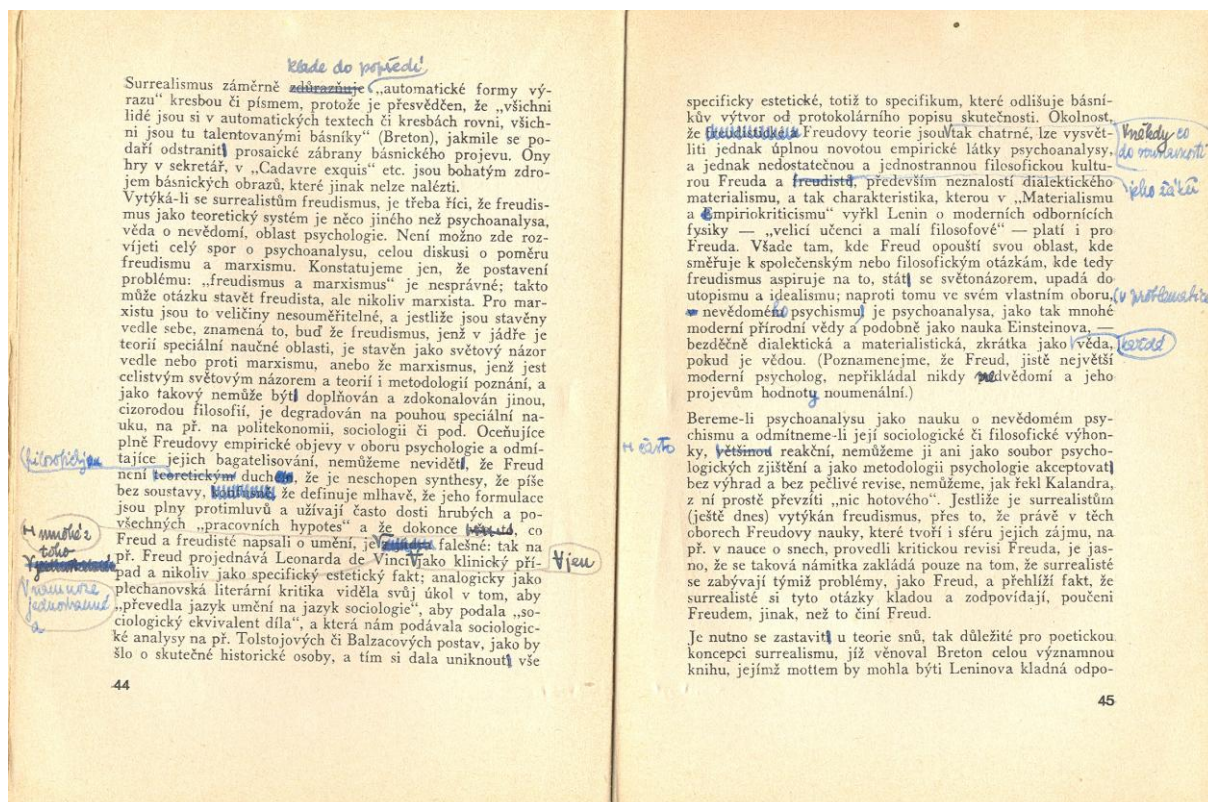 klade do popředí
Surrealismus záměrně zdůrazňuje „automatické formy vý-
razu“ kresbou či písmem, protože je přesvědčen, že „všichni
lidé jsou si v automatických textech či kresbách rovni, všich-
ni jsou tu talentovanými básníky“ (Breton), jakmile se po-
daří odstraniti prosaické zábrany básnického projevu. Ony
hry v sekretář, v „Cadavre exquis“ etc. jsou bohatým zdro-
jem básnických obrazů, které jinak nelze nalézti.
Vytýká-li se surrealistům freudismus, je třeba říci, že freudis-
mus jako teoretický systém je něco jiného než psychoanalysa,
věda o nevědomí, oblast psychologie. Není možno zde roz-
víjeti celý spor o psychoanalysu, celou diskusi o poměru
freudismu a marxismu. Konstatujeme jen, že postavení
problému: „freudismus a marxismus“ je nesprávné; takto
může otázku stavět freudista, ale nikoliv marxista. Pro mar-
xistu jsou to veličiny nesouměřitelné, a jestliže jsou stavěny
vedle sebe, znamená to, buď že freudismus, jenž v jádře je
teorií speciální naučné oblasti, je stavěn jako světový názor
vedle nebo proti marxismu, anebo že marxismus, jenž jest
celistvým světovým názorem a teorií i metodologií poznání, a
jako takový nemůže býti doplňován a zdokonalován jinou,
cizorodou filosofií, je degradován na pouhou speciální na-
uku, na př. na politekonomii, sociologii či pod. Oceňujíce
plně Freudovy empirické objevy v oboru psychologie a odmí-
tajíce jejich bagatelisování, nemůžeme neviděti, že Freud
není teoretickým duchem, že je neschopen synthesy, že píše
bez soustavy, že definuje mlhavě, že jeho formulace
jsou plny protimluvů a užívají často dosti hrubých a po-
všechných „pracovních hypotes“ a že dokonce , co
Freud a freudisté napsali o umění, je falešné: tak na
př. Freud projednává Leonarda de Vinci jako klinický pří-
pad a nikoliv jako specifický estetický fakt; analogicky jako
plechanovská literární kritika viděla svůj úkol v tom, aby
„převedla jazyk umění na jazyk sociologie“, aby podala „so-
ciologický ekvivalent díla“, a která nám podávala sociologic-
ké analysy na př. Tolstojových či Balzacových postav, jako by
šlo o skutečné historické osoby, a tím si dala uniknouti vše
mnohé z
toho
jednostranné
a
jen
44
specificky estetické, totiž to specifikum, které odlišuje básní-
kův výtvor od protokolárního popisu skutečnosti. Okolnost,
že Freudovy teorie jsou tak chatrné, lze vysvět-
liti jednak úplnou novotou empirické látky psychoanalysy,
a jednak nedostatečnou a jednostrannou filosofickou kultu-
rou Freuda a freudistů, především neznalostí dialektického
materialismu, a tak charakteristika, kterou v „Materialismu
a Empiriokriticismu“ vyřkl Lenin o moderních odbornících
fysiky — „velicí učenci a malí filosofové“ — platí i pro
Freuda. Všade tam, kde Freud opouští svou oblast, kde
směřuje k společenským nebo filosofickým otázkám, kde tedy
freudismus aspiruje na to, státi se světonázorem, upadá do
utopismu a idealismu; naproti tomu ve svém vlastním oboru,
v nevědomého psychismu je psychoanalysa, jako tak mnohé
moderní přírodní vědy a podobně jako nauka Einsteinova, —
bezděčně dialektická a materialistická, zkrátka jako věda,
pokud je vědou. (Poznamenejme, že Freud, jistě největší
moderní psycholog, nepřikládal nikdy nedvědomí a jeho
projevům hodnoty noumenální.)
Bereme-li psychoanalysu jako nauku o nevědomém psy-
chismu a odmítneme-li její sociologické či filosofické výhon-
ky, většinou reakční, nemůžeme ji ani jako soubor psycho-
logických zjištění a jako metodologii psychologie akceptovati
bez výhrad a bez pečlivé revise, nemůžeme, jak řekl Kalandra,
z ní prostě převzíti „nic hotového“. Jestliže je surrealistům
(ještě dnes) vytýkán freudismus, přes to, že právě v těch
oborech Freudovy nauky, které tvoří i sféru jejich zájmu, na
př. v nauce o snech, provedli kritickou revisi Freuda, je jas-
no, že se taková námitka zakládá pouze na tom, že surrealisté
se zabývají týmiž problémy, jako Freud, a přehlíží fakt, že
surrealisté si tyto otázky kladou a zodpovídají, poučeni
Freudem, jinak, než to činí Freud.
Je nutno se zastaviti u teorie snů, tak důležité pro poetickou
koncepci surrealismu, jíž věnoval Breton celou významnou
knihu, jejímž mottem by mohla býti Leninova kladná odpo-
někdy co
do
jeho žáků
(v problematice
každá
často
45